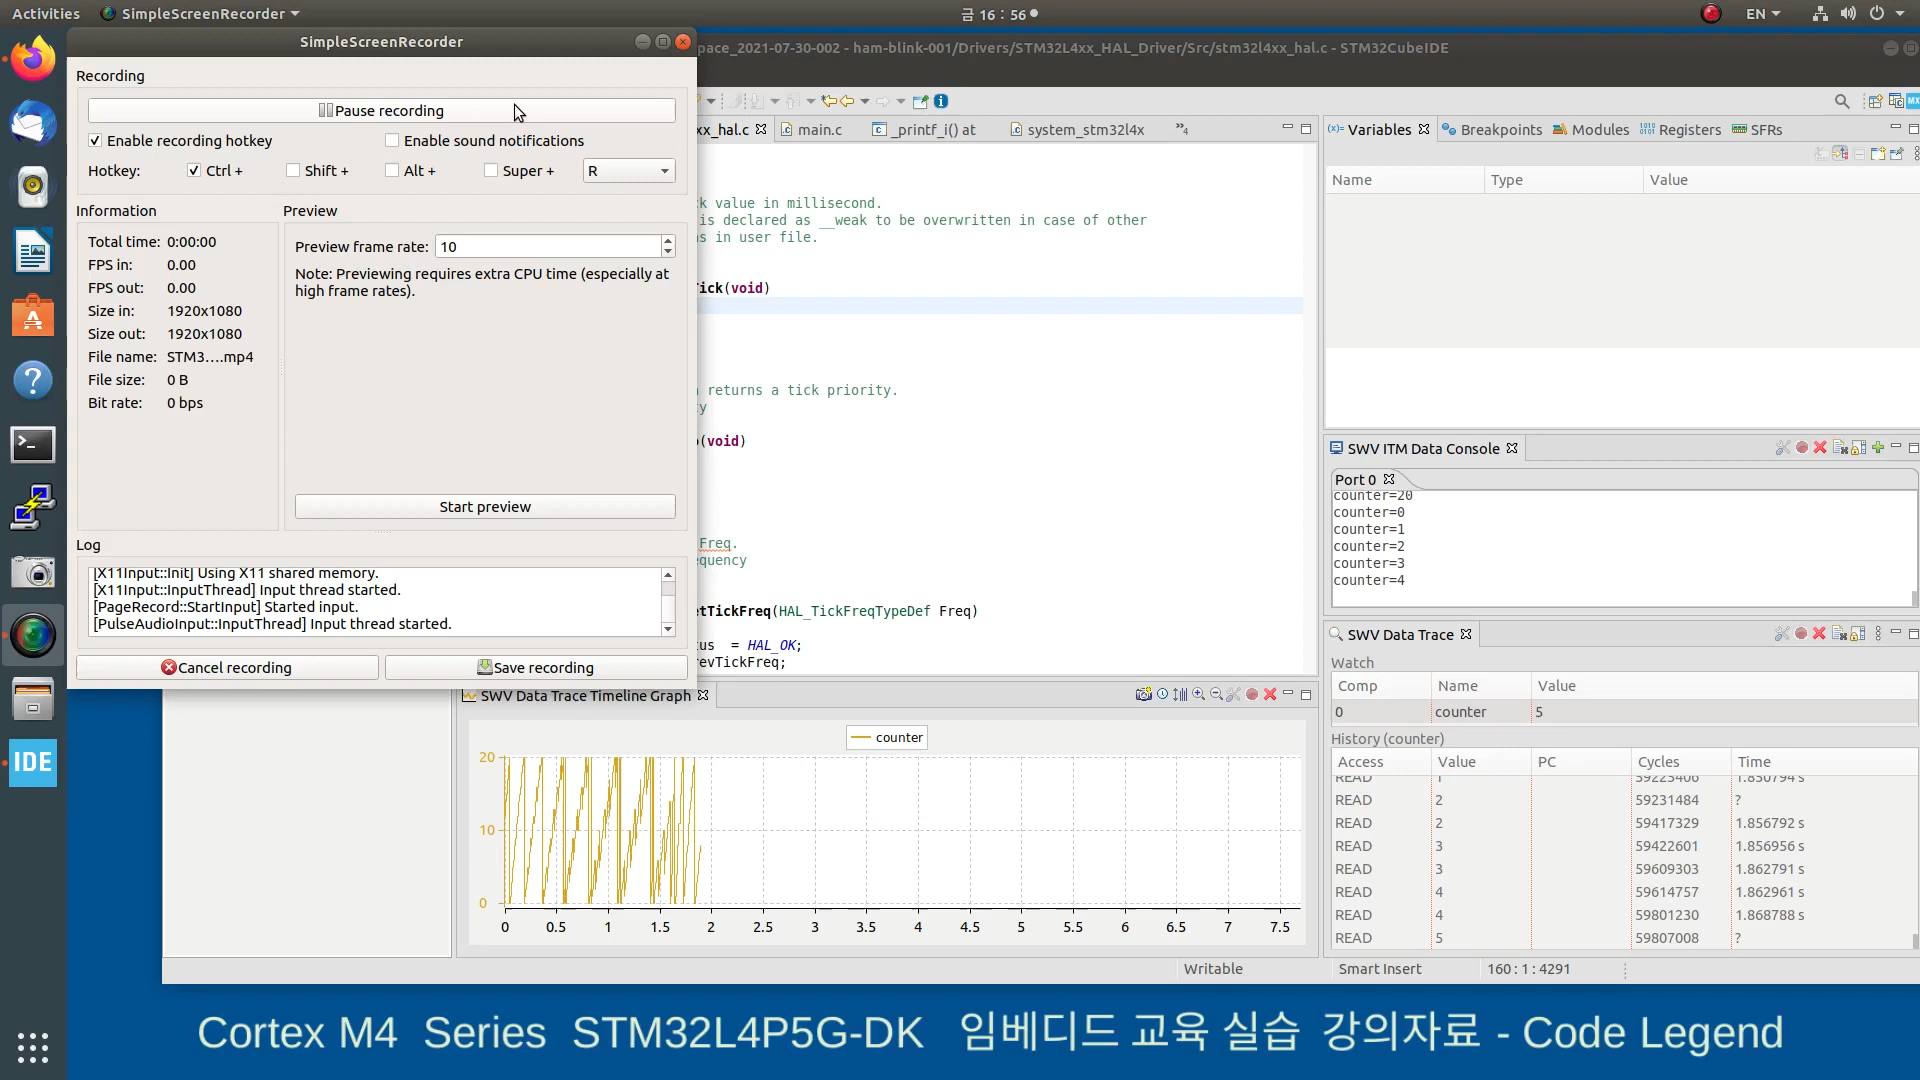 Activities
SimpleScreenRecorder
금 16 : 56
EN
SimpleScreenRecorder
pace_2021-07-30-002 - ham-blink-001/Drivers/STM32L4xx_HAL_Driver/Src/stm32l4xx_hal.c - STM32CubeIDE
Recording
Pause recording
Enable recording hotkey
Enable sound notifications
Hotkey:
Ctrl +
Shift +
Alt +
Super +
R
Information
Total time: 0:00:00
FPS in: 0.00
FPS out: 0.00
Size in: 1920x1080
Size out: 1920x1080
File name: STM3….mp4
File size: 0 B
Bit rate: 0 bps
Preview
Preview frame rate: 10
Note: Previewing requires extra CPU time (especially at
high frame rates).
Start preview
Log
[X11Input::Init] Using X11 shared memory.
[X11Input::InputThread] Input thread started.
[PageRecord::StartInput] Started input.
[PulseAudioInput::InputThread] Input thread started.
Cancel recording
Save recording
IDE
xx_hal.c
main.c
_printf_i() at
system_stm32l4x
»4
k value in millisecond.
is declared as __weak to be overwritten in case of other
s in user file.
ick(void)
returns a tick priority.
y
(void)
Freq.
equency
tTickFreq(HAL_TickFreqTypeDef Freq)
tus = HAL_OK;
evTickFreq;
SWV Data Trace Timeline Graph
counter
20
10
0
0 0.5 1 1.5 2 2.5 3 3.5 4 4.5 5 5.5 6 6.5 7 7.5
MX
(x)= Variables
Breakpoints
Modules
Registers
SFRs
Name Type Value
SWV ITM Data Console
Port 0
counter=20
counter=0
counter=1
counter=2
counter=3
counter=4
SWV Data Trace
Watch
Comp Name Value
0 counter 5
History (counter)
Access Value PC Cycles Time
READ 1 59223406 1.850794 s
READ 2 59231484 ?
READ 2 59417329 1.856792 s
READ 3 59422601 1.856956 s
READ 3 59609303 1.862791 s
READ 4 59614757 1.862961 s
READ 4 59801230 1.868788 s
READ 5 59807008 ?
Writable
Smart Insert
160 : 1 : 4291
Cortex M4 Series STM32L4P5G-DK 임베디드 교육 실습 강의자료 - Code Legend